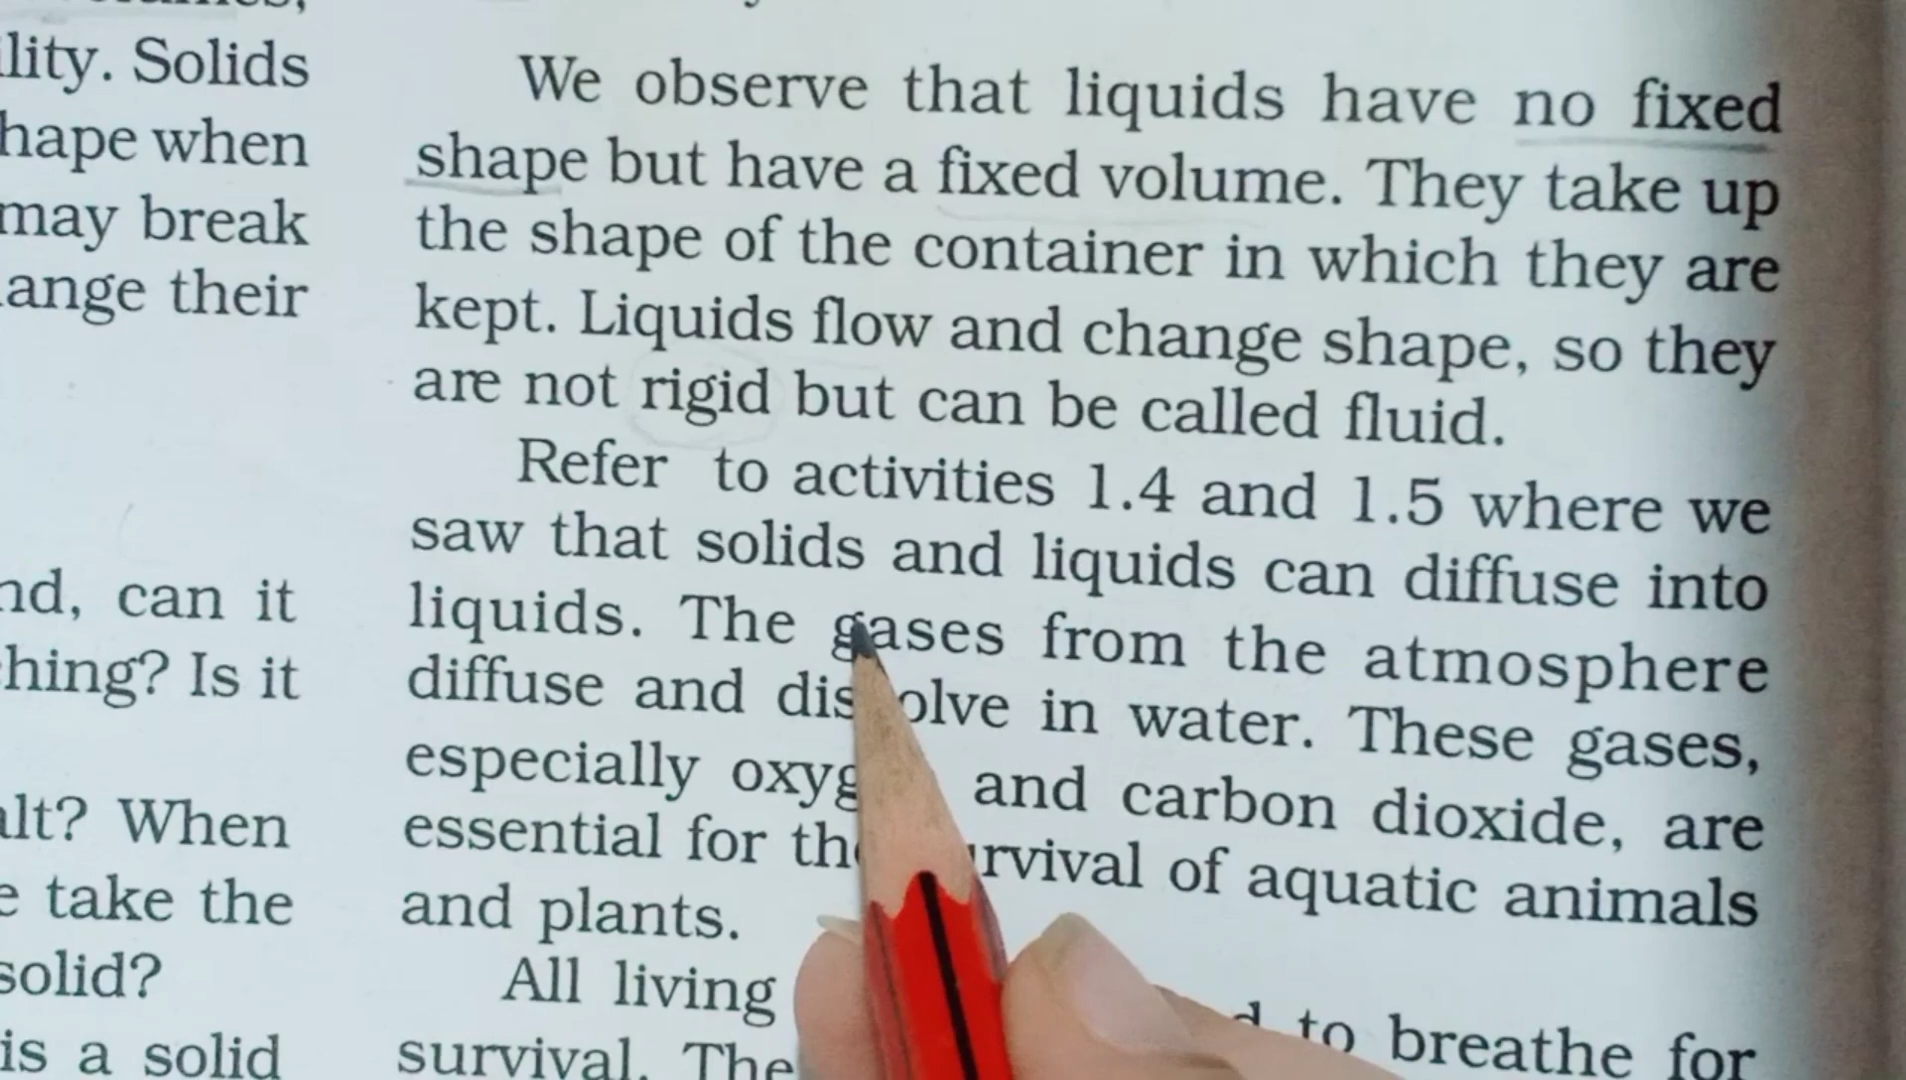 lity. Solids
hape when
may break
ange their
nd, can it
hing? Is it
alt? When
e take the
solid?
is a solid
We observe that liquids have no fixed
shape but have a fixed volume. They take up
the shape of the container in which they are
kept. Liquids flow and change shape, so they
are not rigid but can be called fluid.
Refer to activities 1.4 and 1.5 where we
saw that solids and liquids can diffuse into
liquids. The gases from the atmosphere
diffuse and dis olve in water. These gases,
especially oxyg and carbon dioxide, are
essential for th rvival of aquatic animals
and plants.
All living to breathe for
survival. The